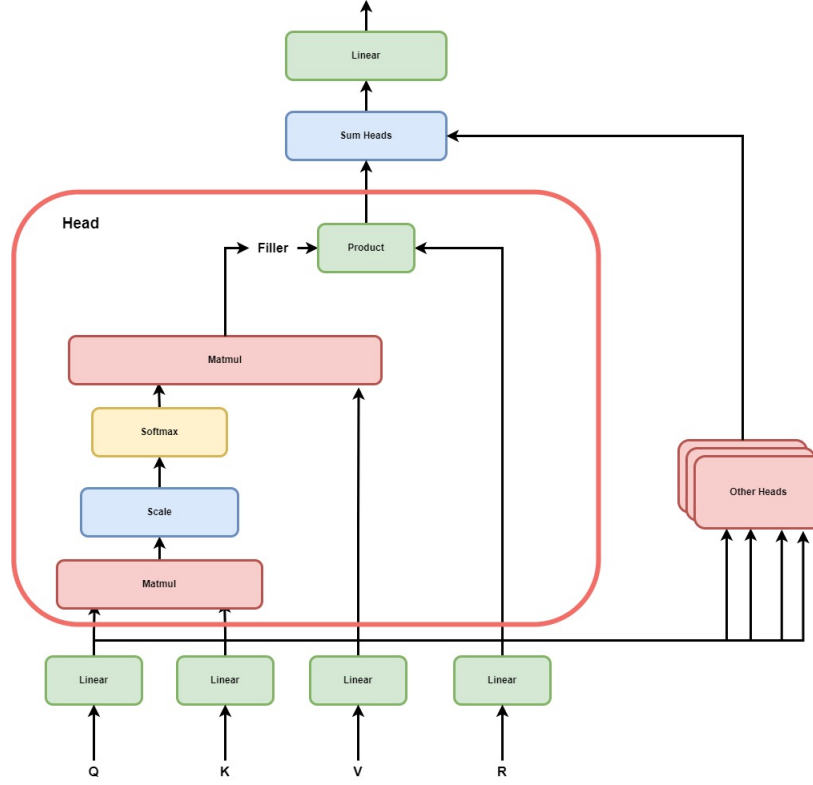 Linear
Sum Heads
Head
Filler
Product
Matmul
Softmax
Scale
Other Heads
Matmul
Linear
Linear
Linear
Linear
Q
K
V
R